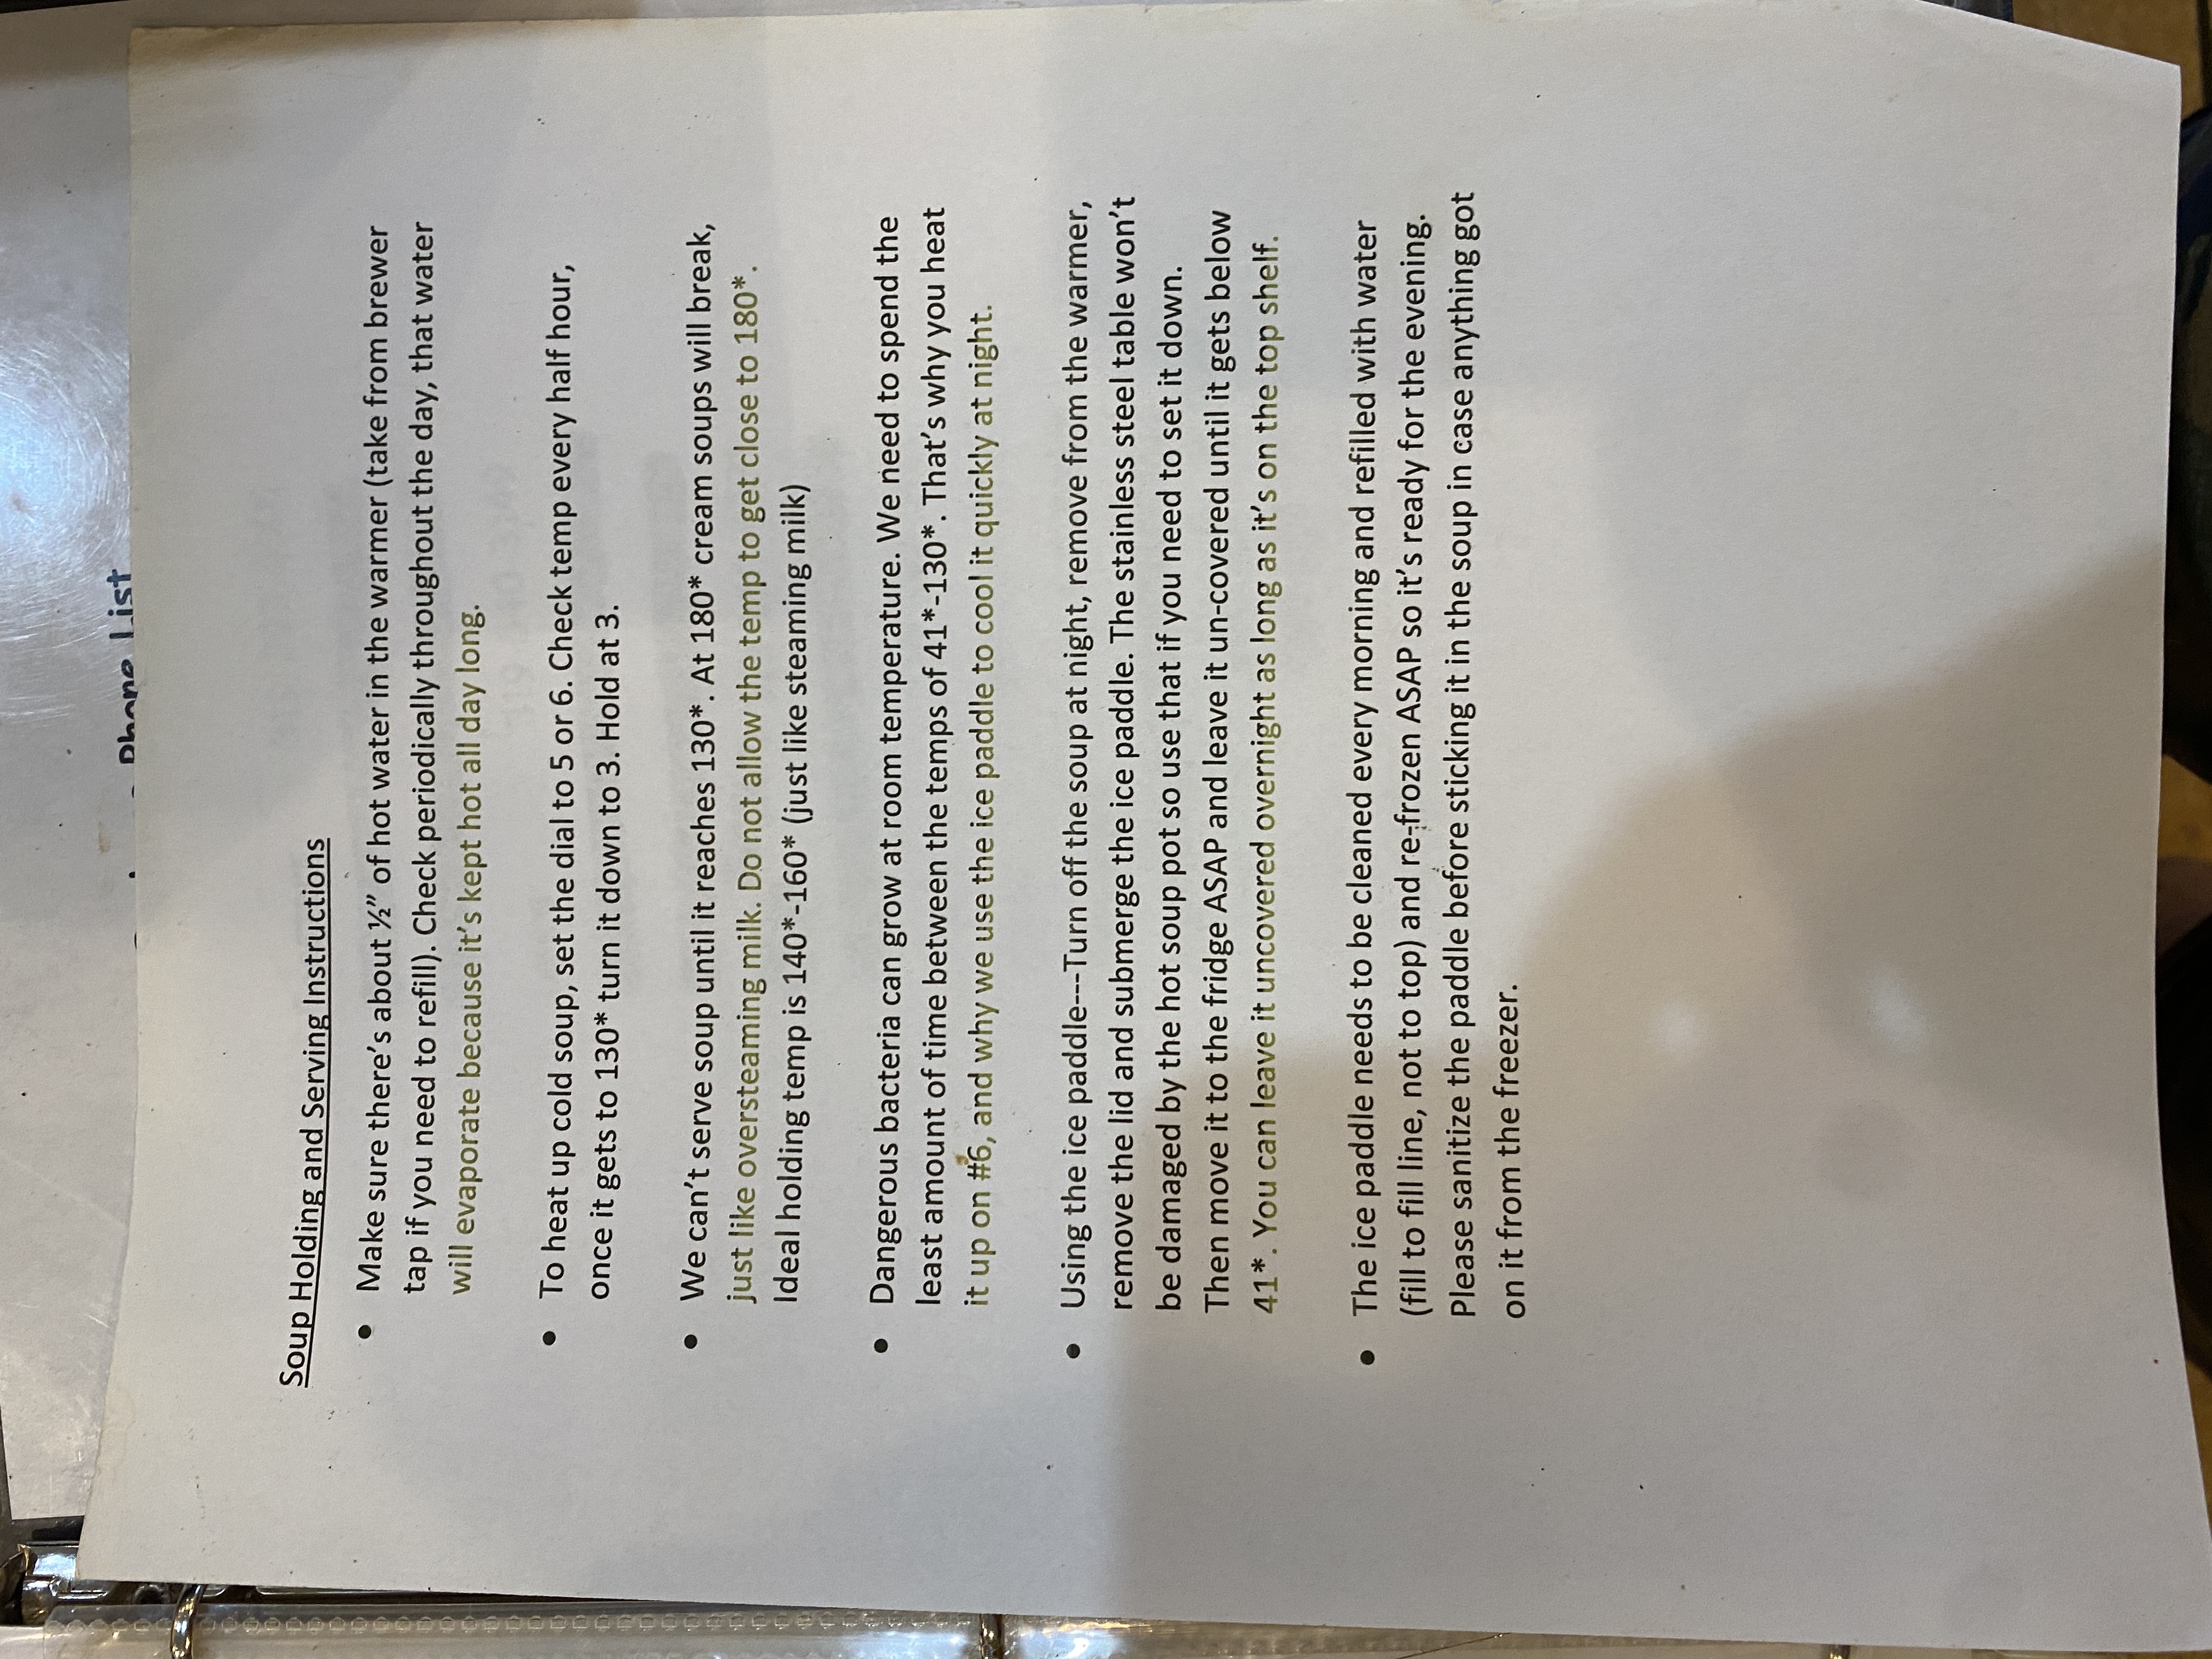 Phone List
Soup Holding and Serving Instructions
• Make sure there's about ½" of hot water in the warmer (take from brewer
tap if you need to refill). Check periodically throughout the day, that water
will evaporate because it's kept hot all day long.
• To heat up cold soup, set the dial to 5 or 6. Check temp every half hour,
once it gets to 130* turn it down to 3. Hold at 3.
• We can't serve soup until it reaches 130*. At 180* cream soups will break,
just like oversteaming milk. Do not allow the temp to get close to 180*.
Ideal holding temp is 140*-160* (just like steaming milk)
• Dangerous bacteria can grow at room temperature. We need to spend the
least amount of time between the temps of 41*-130*. That's why you heat
it up on #6, and why we use the ice paddle to cool it quickly at night.
• Using the ice paddle---Turn off the soup at night, remove from the warmer,
remove the lid and submerge the ice paddle. The stainless steel table won't
be damaged by the hot soup pot so use that if you need to set it down.
Then move it to the fridge ASAP and leave it un-covered until it gets below
41*. You can leave it uncovered overnight as long as it's on the top shelf.
• The ice paddle needs to be cleaned every morning and refilled with water
(fill to fill line, not to top) and re-frozen ASAP so it's ready for the evening.
Please sanitize the paddle before sticking it in the soup in case anything got
on it from the freezer.